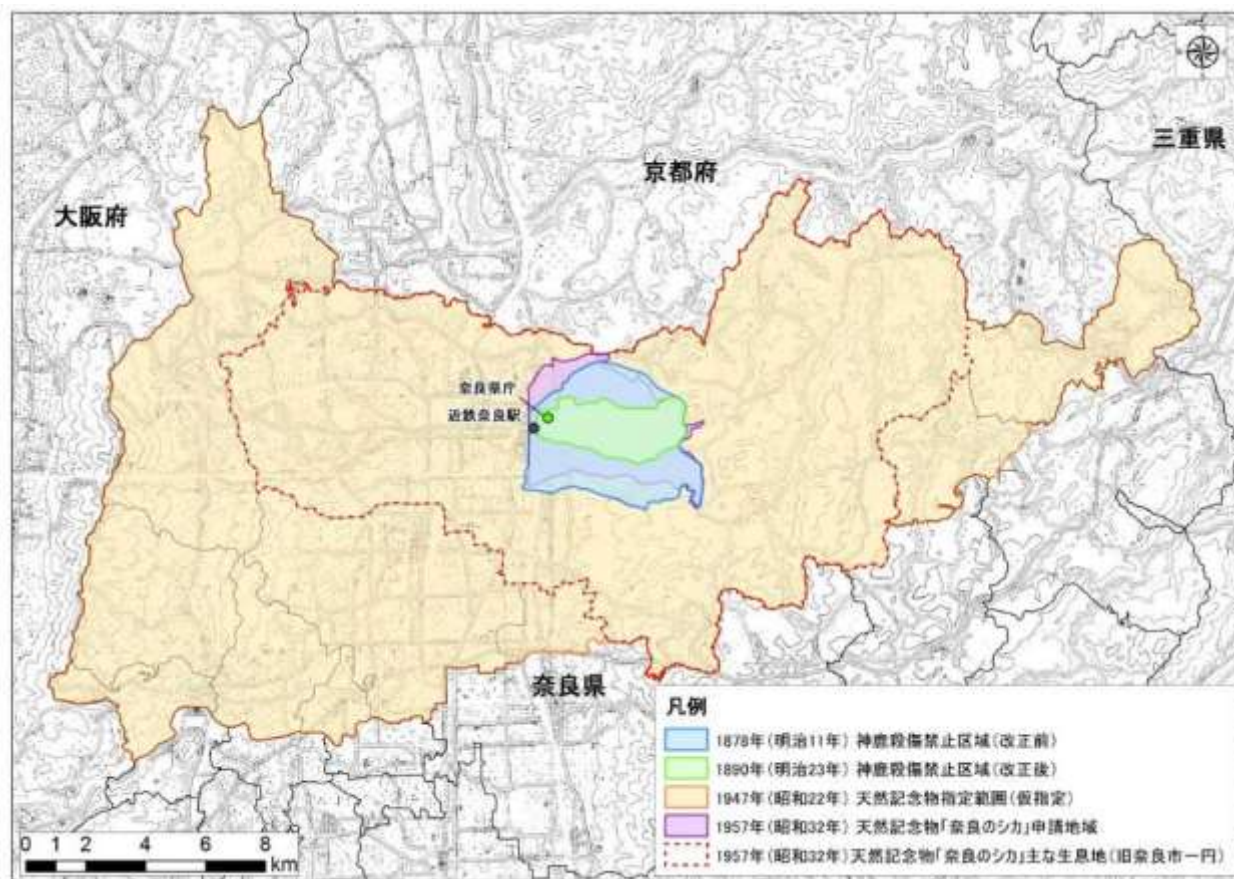 三重県
京都府
大阪府
奈良県庁
近鉄奈良駅
奈良県
凡例
1878年(明治11年) 神鹿殺傷禁止区域(改正前)
1890年(明治23年) 神鹿殺傷禁止区域(改正後)
1947年(昭和22年) 天然記念物指定範囲(仮指定)
1957年(昭和32年) 天然記念物「奈良のシカ」申請地域
1957年(昭和32年)天然記念物「奈良のシカ」主な生息地(旧奈良市一円)
0 1 2 4 6 8
km